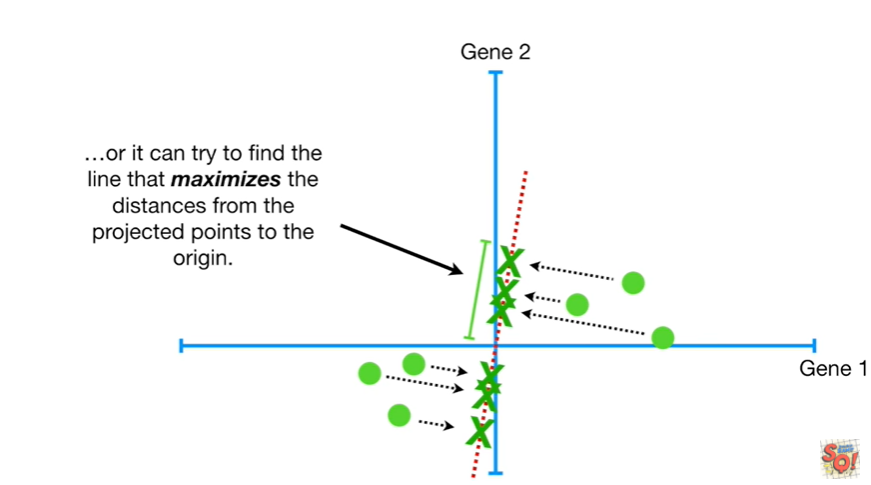 Gene 2
…or it can try to find the
line that maximizes the
distances from the
projected points to the
origin.
Gene 1
SQ!